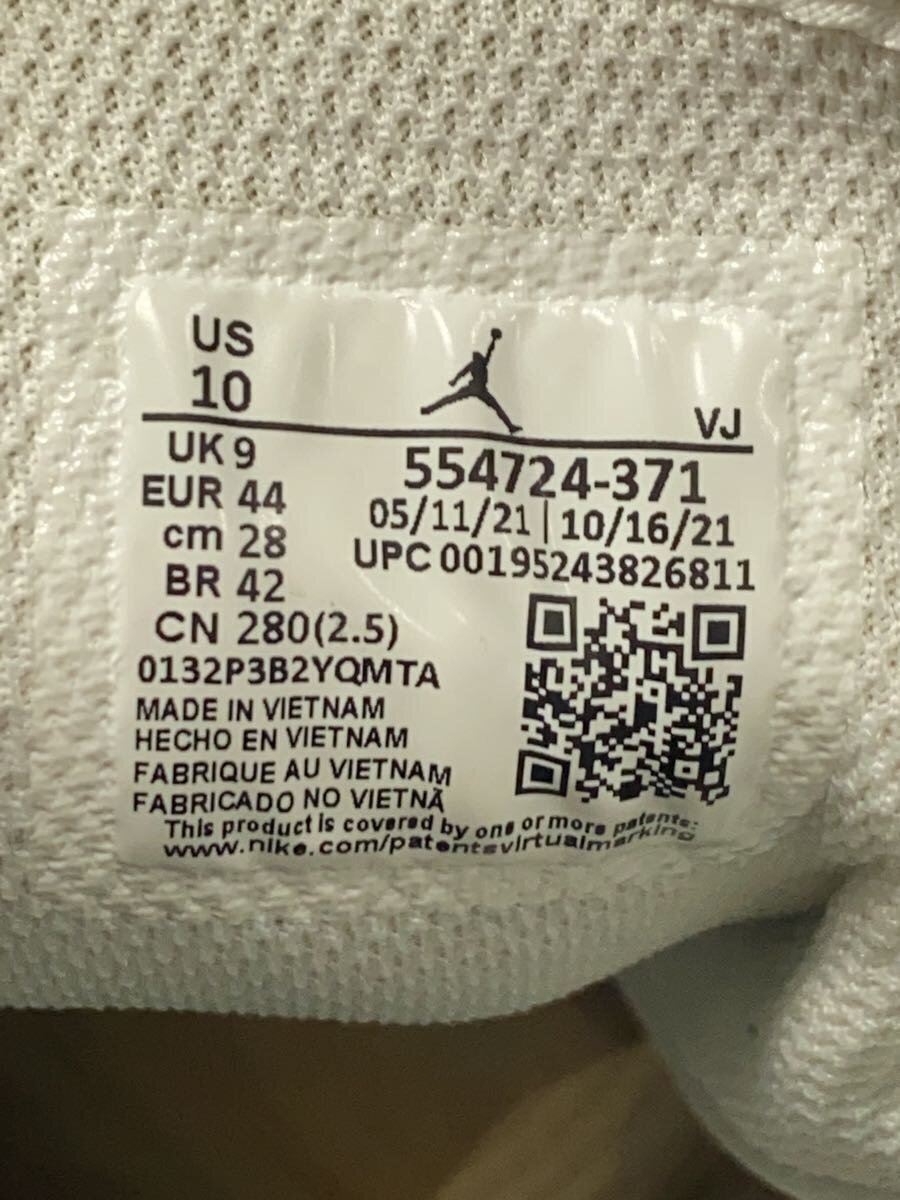 US
10
VJ
UK 9
554724-371
EUR 44
05/11/21 | 10/16/21
cm 28
UPC 00195243826811
BR 42
CN 280(2.5)
0132P3B2YQMTA
MADE IN VIETNAM
HECHO EN VIETNAM
FABRIQUE AU VIETNAM
FABRICADO NO VIETNÃ
This product is covered by one or more patents:
www.nike.com/patentsvirtualmarking